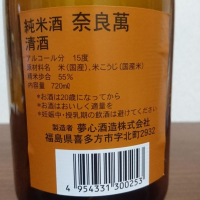 純米酒 奈良萬
清酒
アルコール分 15度
原材料名 米(国産)、米こうじ(国産米)
精米歩合 55%
内容量 720ml
*お酒は20歳になってから
*お酒はおいしく適量を
*妊娠中・授乳期の飲酒は避けてください
製造者 夢心酒造株式会社
福島県喜多方市字北町2932
4 954331 300253